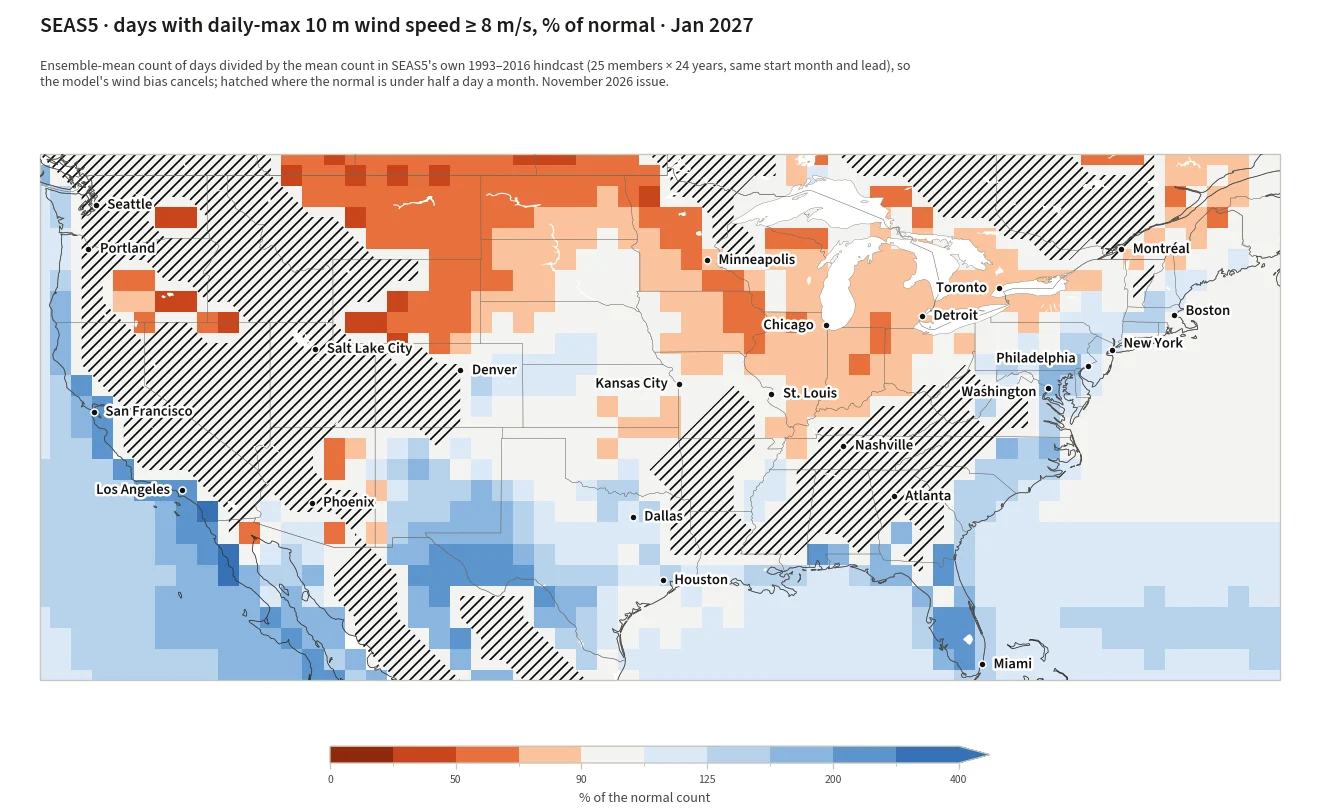 SEAS5 · days with daily-max 10 m wind speed ≥ 8 m/s, % of normal · Jan 2027
Ensemble-mean count of days divided by the mean count in SEAS5's own 1993–2016 hindcast (25 members × 24 years, same start month and lead), so
the model's wind bias cancels; hatched where the normal is under half a day a month. November 2026 issue.
Seattle
Portland
Montréal
Minneapolis
Toronto
Boston
Detroit
Chicago
New York
Salt Lake City
Philadelphia
Denver
Kansas City
St. Louis
Washington
San Francisco
Nashville
Los Angeles
Phoenix
Atlanta
Dallas
Houston
Miami
0 50 90 125 200 400
% of the normal count